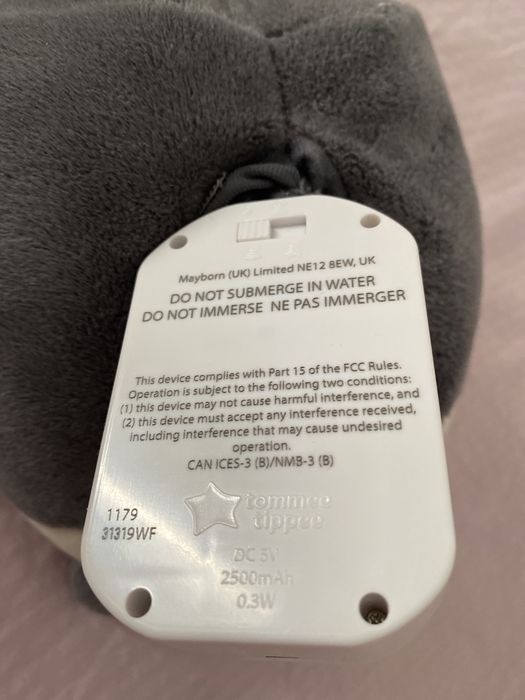 Mayborn (UK) Limited NE12 8EW, UK
DO NOT SUBMERGE IN WATER
DO NOT IMMERSE NE PAS IMMERGER
This device complies with Part 15 of the FCC Rules.
Operation is subject to the following two conditions:
(1) this device may not cause harmful interference, and
(2) this device must accept any interference received,
including interference that may cause undesired
operation.
CAN ICES-3 (B)/NMB-3 (B)
tommee
tippee
1179
31319WF
DC 5V
2500mAh
0.3W